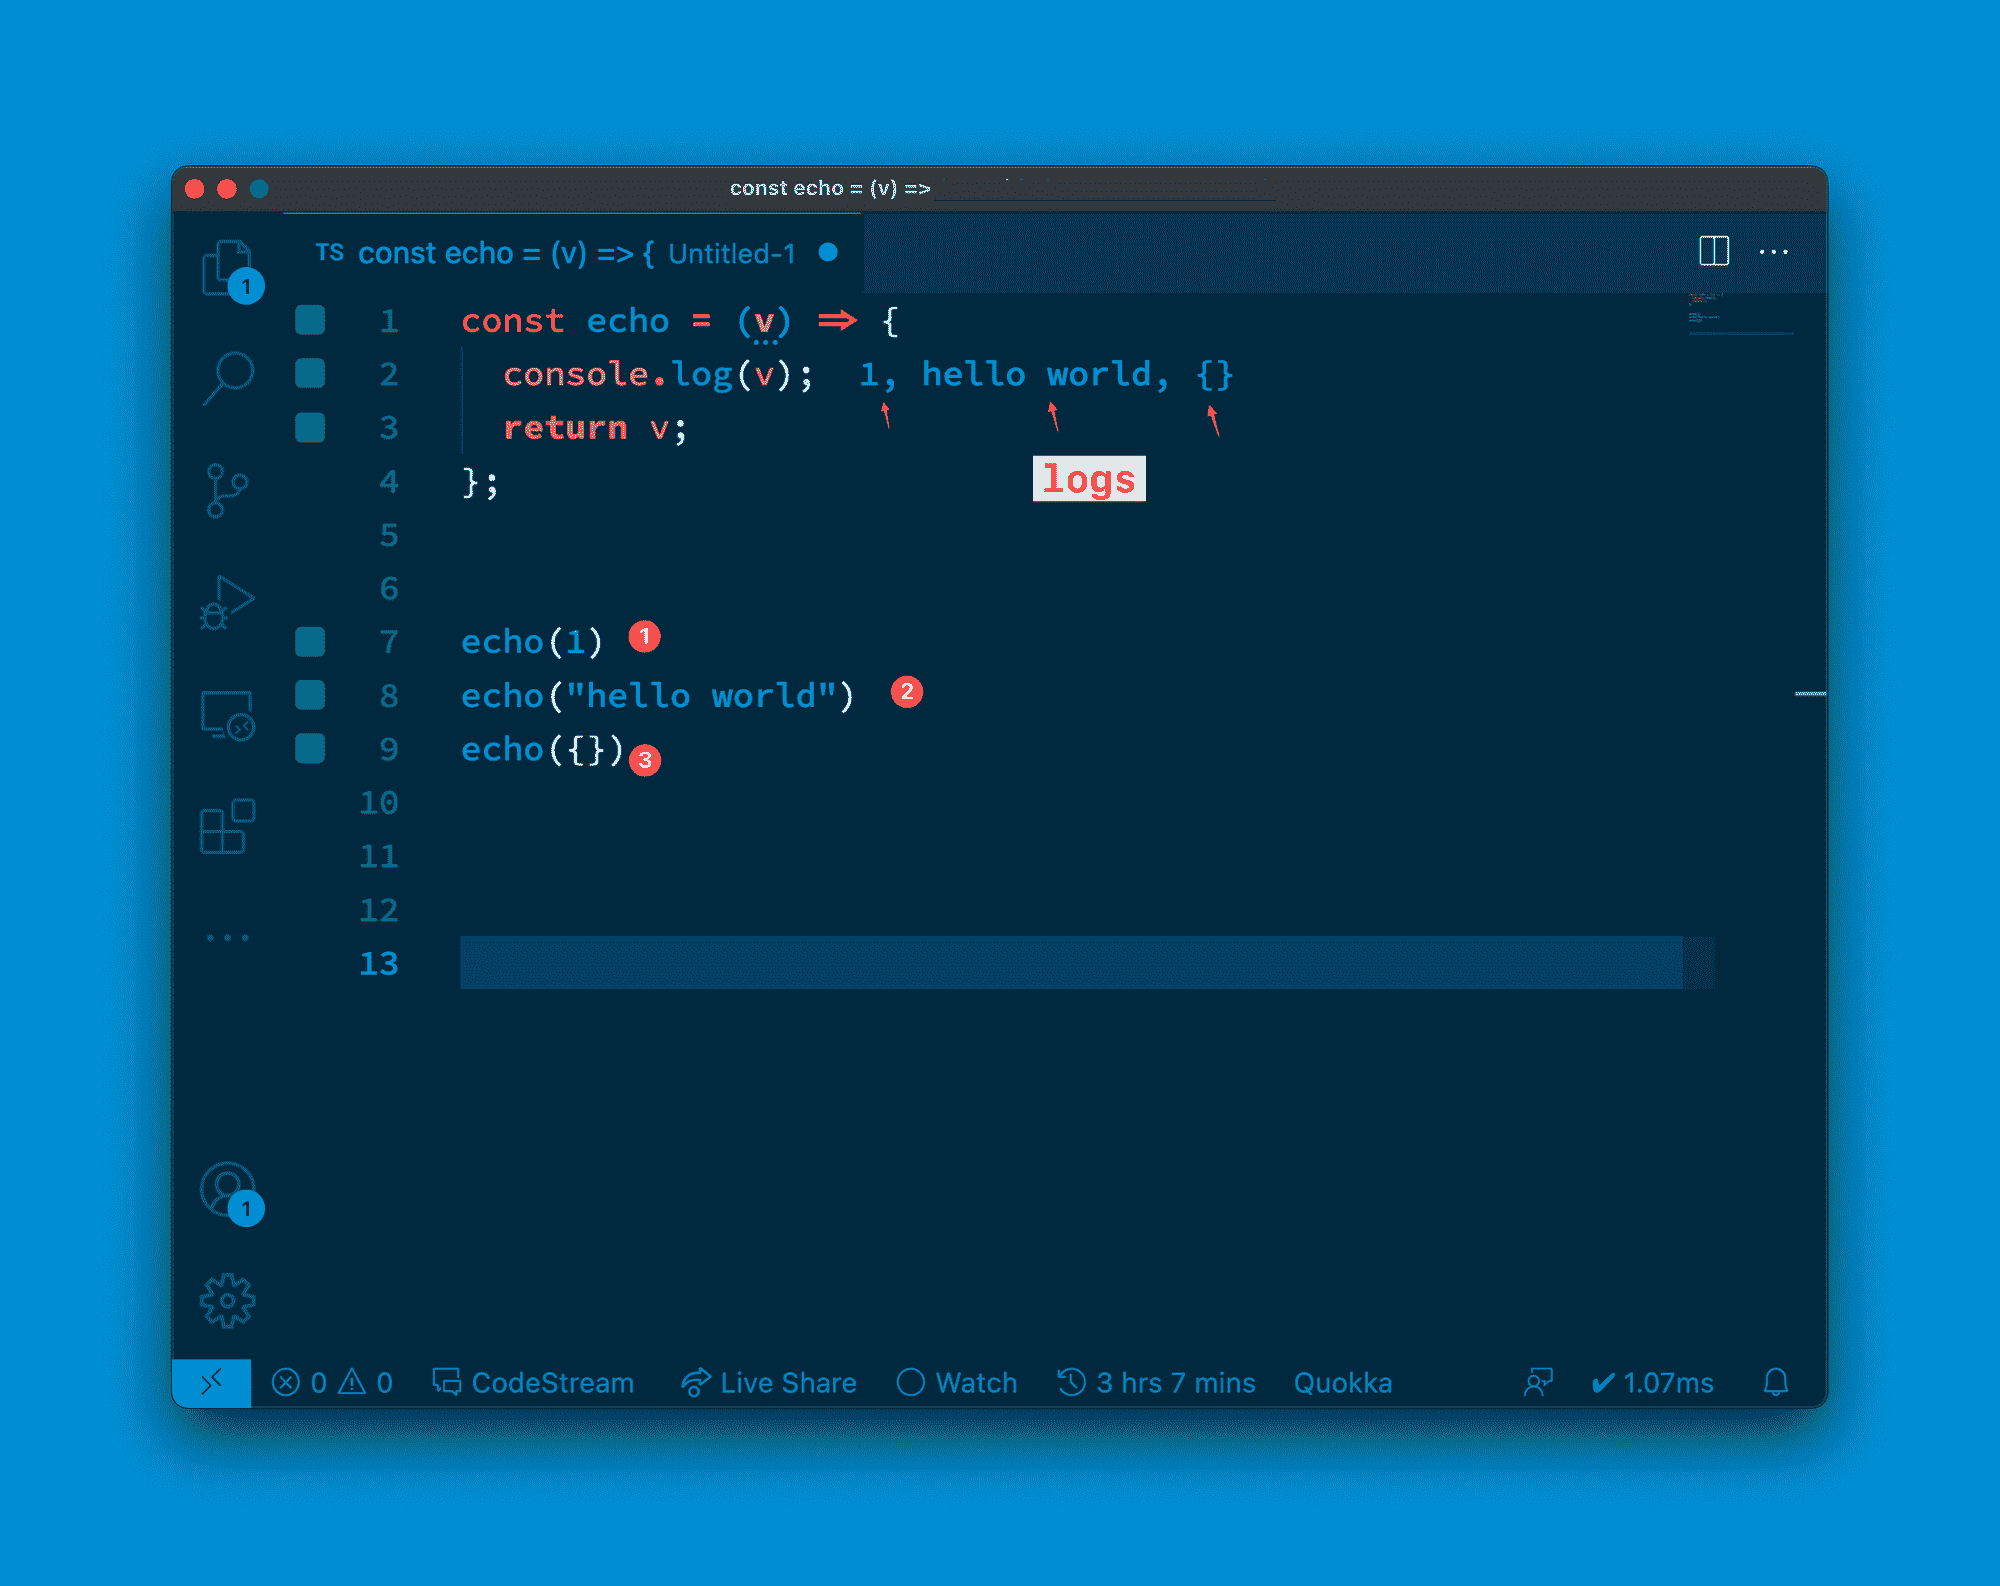 const echo = (v) =>
TS const echo = (v) => { Untitled-1
1
1 const echo = (v) => {
2 console.log(v); 1, hello world, {}
3 return v;
logs
4 };
5
6
7 echo(1) 1
8 echo("hello world") 2
9 echo({}) 3
10
11
12
13
1
0 0 CodeStream Live Share Watch 3 hrs 7 mins Quokka ✔ 1.07ms